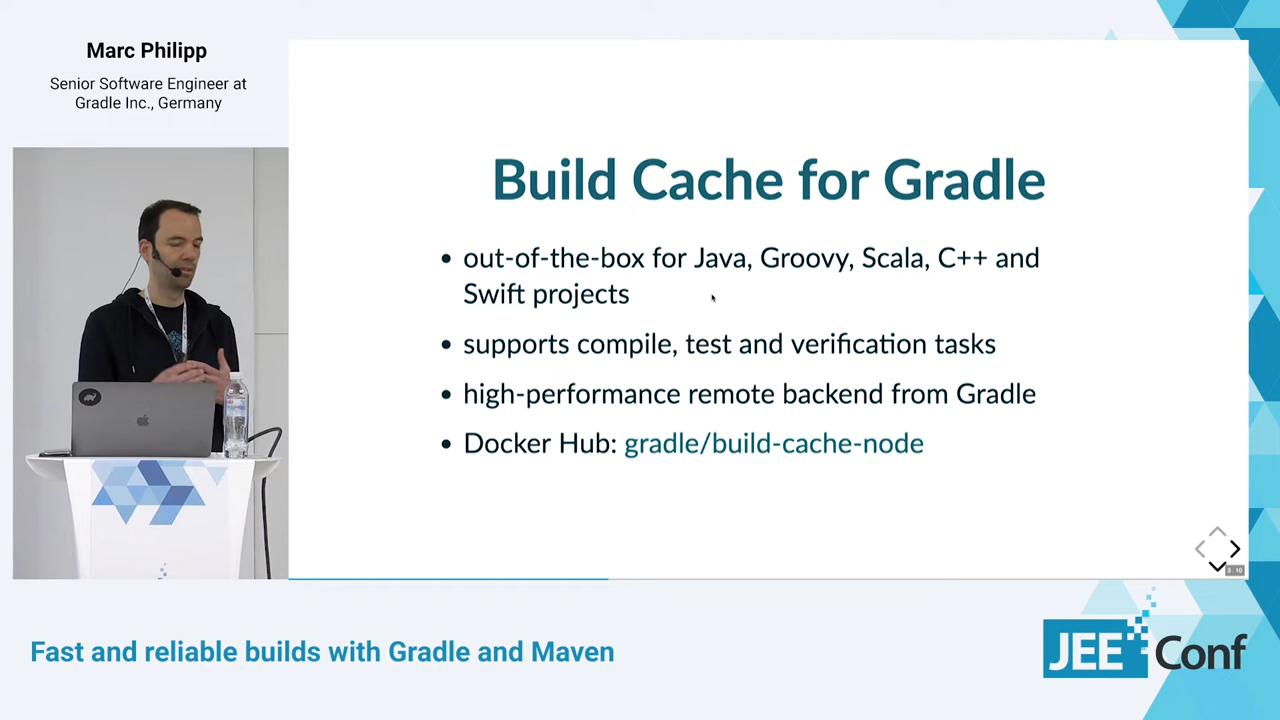 Marc Philipp
Senior Software Engineer at
Gradle Inc., Germany
Build Cache for Gradle
• out-of-the-box for Java, Groovy, Scala, C++ and
Swift projects
• supports compile, test and verification tasks
• high-performance remote backend from Gradle
• Docker Hub: gradle/build-cache-node
3.10
Fast and reliable builds with Gradle and Maven
JEE Conf